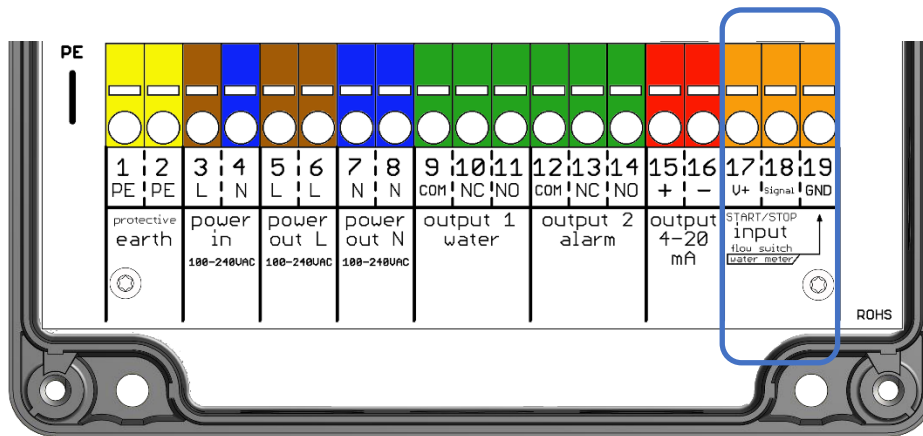 PE
1 2 3 4 5 6 7 8 9 10 11 12 13 14 15 16 17 18 19
PE PE L N L L N N COM NC NO COM NC NO + - V+ Signal GND
protective
earth
power
in
100-240VAC
power
out L
100-240VAC
power
out N
100-240VAC
output 1
water
output 2
alarm
output
4-20
mA
START/STOP
input
flow switch
water meter
ROHS